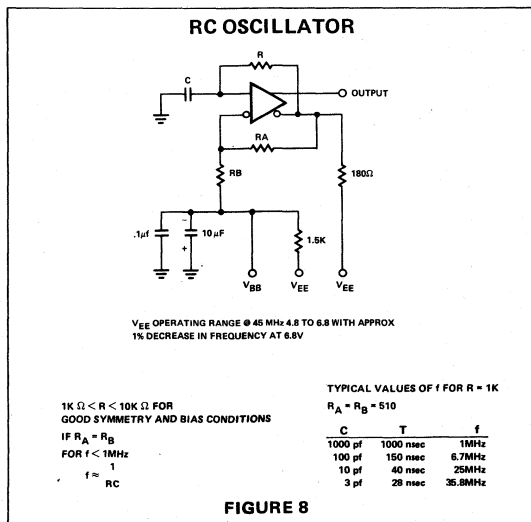 RC OSCILLATOR
R
C
OUTPUT
RA
RB
180Ω
.1μf
10 μF
1.5K
−
+
VBB
VEE
VEE
VEE OPERATING RANGE @ 45 MHz 4.8 TO 6.8 WITH APPROX
1% DECREASE IN FREQUENCY AT 6.8V
1K Ω < R < 10K Ω FOR
GOOD SYMMETRY AND BIAS CONDITIONS
IF RA = RB
FOR f < 1MHz
f ≈ 1
RC
TYPICAL VALUES OF f FOR R = 1K
RA = RB = 510
C T f
1000 pf 1000 nsec 1MHz
100 pf 150 nsec 6.7MHz
10 pf 40 nsec 25MHz
3 pf 28 nsec 35.8MHz
FIGURE 8